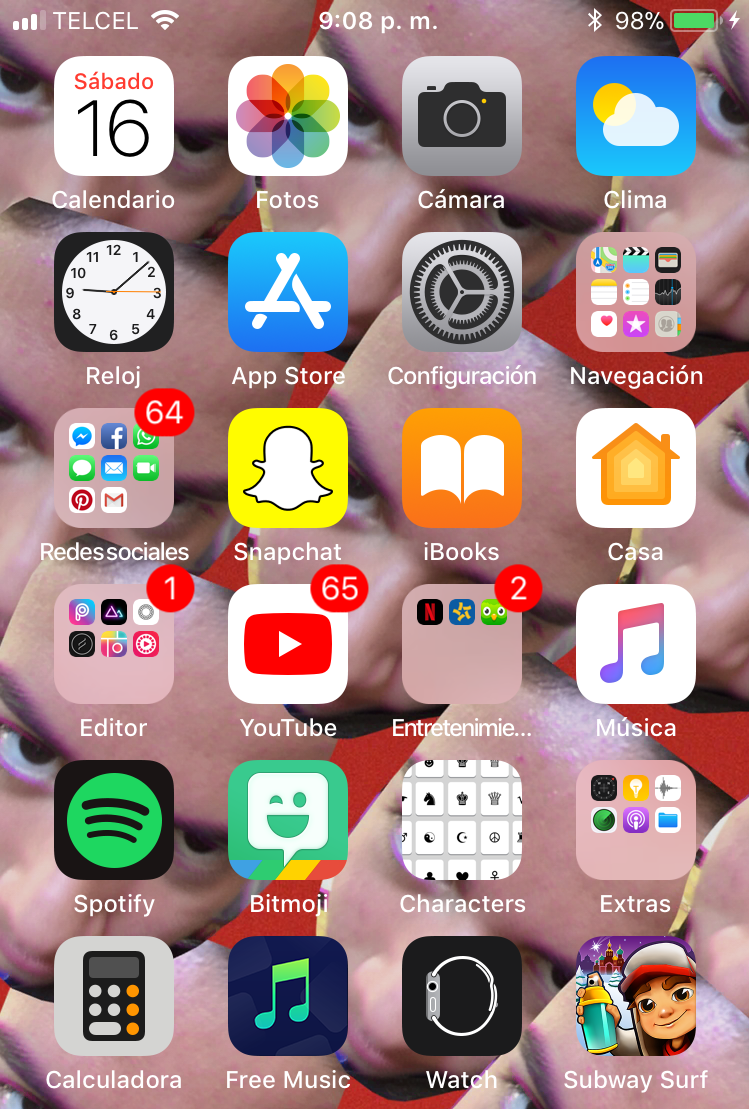 TELCEL 9:08 p. m. 98%
Sábado
16
Calendario Fotos Cámara Clima
12
11 1
10 2
9 3
8 4
7 5
6
Reloj App Store Configuración Navegación
64
Redes sociales Snapchat iBooks Casa
1 65 2
Editor YouTube Entretenimie... Música
Spotify Bitmoji Characters Extras
Calculadora Free Music Watch Subway Surf